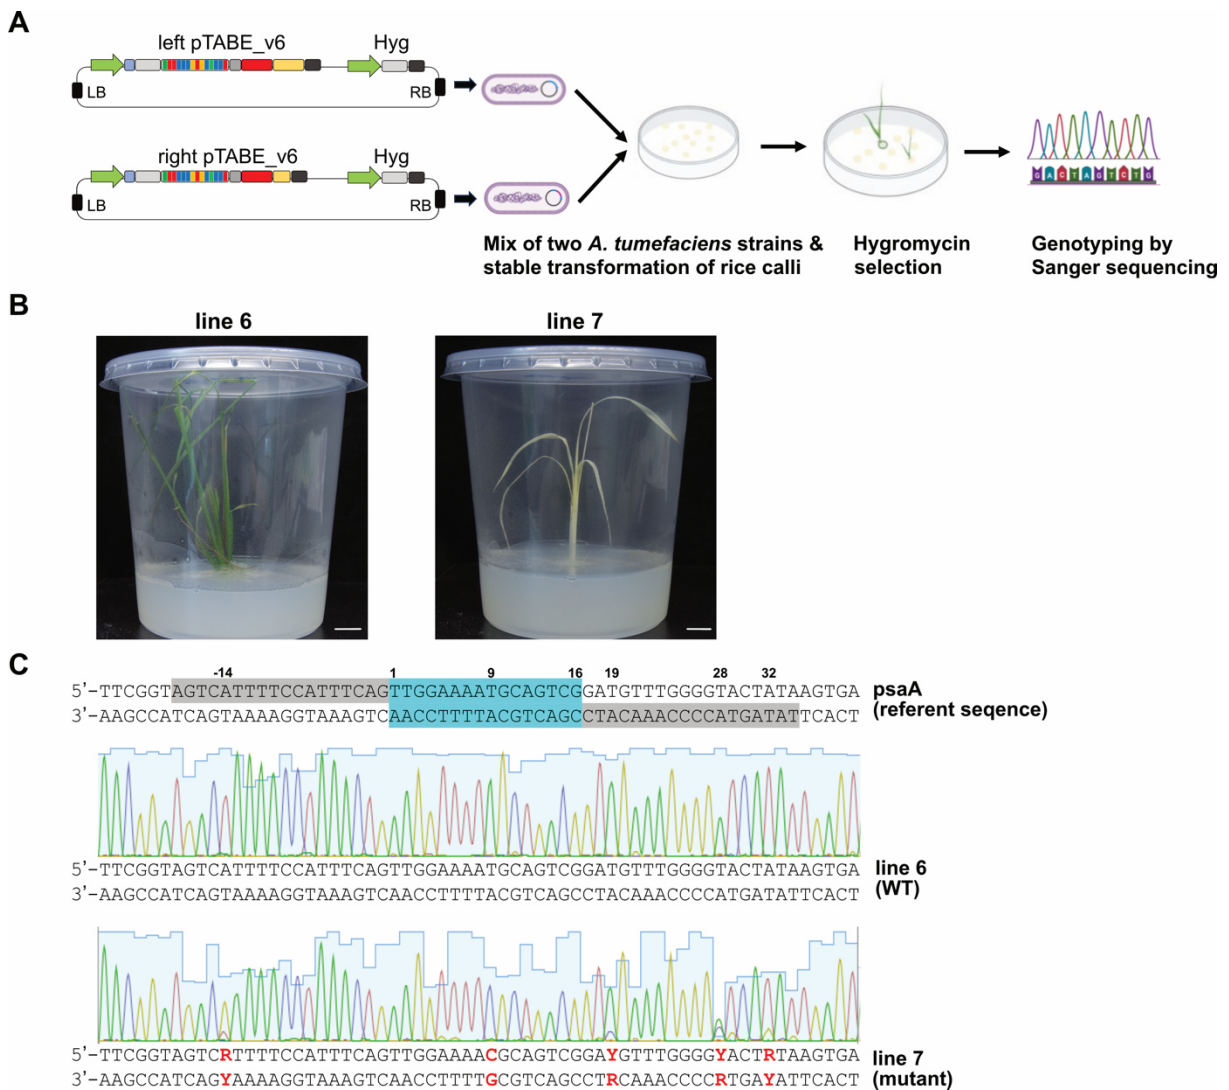 A
left pTABE_v6
Hyg
LB
RB
right pTABE_v6
Hyg
LB
RB
GACTAGTCTG
Mix of two A. tumefaciens strains &
stable transformation of rice calli
Hygromycin
selection
Genotyping by
Sanger sequencing
B
line 6
line 7
C
-14 1 9 16 19 28 32
5'-TTCGGTAGTCATTTTCCATTTCAGTTGGAAAATGCAGTCGGATGTTTGGGGTACTATAAGTGA
3'-AAGCCATCAGTAAAAGGTAAAGTCAACCTTTTACGTCAGCCTACAAACCCCATGATATTCACT
psaA
(referent seqence)
5'-TTCGGTAGTCATTTTCCATTTCAGTTGGAAAATGCAGTCGGATGTTTGGGGTACTATAAGTGA
3'-AAGCCATCAGTAAAAGGTAAAGTCAACCTTTTACGTCAGCCTACAAACCCCATGATATTCACT
line 6
(WT)
5'-TTCGGTAGTCRTTTTCCATTTCAGTTGGAAAACGCAGTCGGAYGTTTGGGGYACTRTAAGTGA
3'-AAGCCATCAGYAAAAGGTAAAGTCAACCTTTTGCGTCAGCCTRCAAACCCCRTGAYATTCACT
line 7
(mutant)